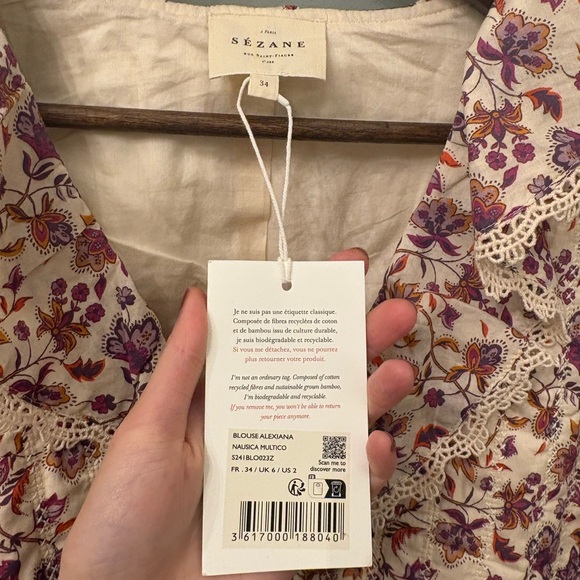 À PARIS
SÉZANE
RUE SAINT-FIACRE
34
Je ne suis pas une étiquette classique.
Composée de fibres recyclées de coton
et de bambou issu de culture durable,
je suis biodégradable et recyclable.
Si vous me détachez, vous ne pourrez
plus retourner votre produit.
I'm not an ordinary tag. Composed of cotton
recycled fibres and sustainable grown bamboo,
I'm biodegradable and recyclable.
If you remove me, you won't be able to return
your piece anymore.
BLOUSE ALEXIANA
NAUSICA MULTICO
S241BLO023Z
FR . 34 / UK 6 / US 2
Scan me to
discover more
FR
3 617000 188040